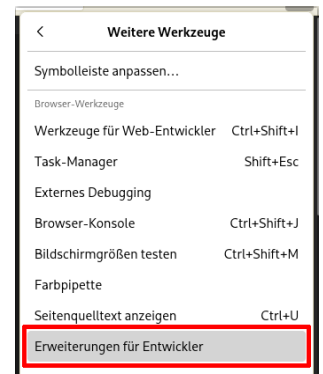 Weitere Werkzeuge
Symbolleiste anpassen…
Browser-Werkzeuge
Werkzeuge für Web-Entwickler Ctrl+Shift+I
Task-Manager Shift+Esc
Externes Debugging
Browser-Konsole Ctrl+Shift+J
Bildschirmgrößen testen Ctrl+Shift+M
Farbpipette
Seitenquelltext anzeigen Ctrl+U
Erweiterungen für Entwickler